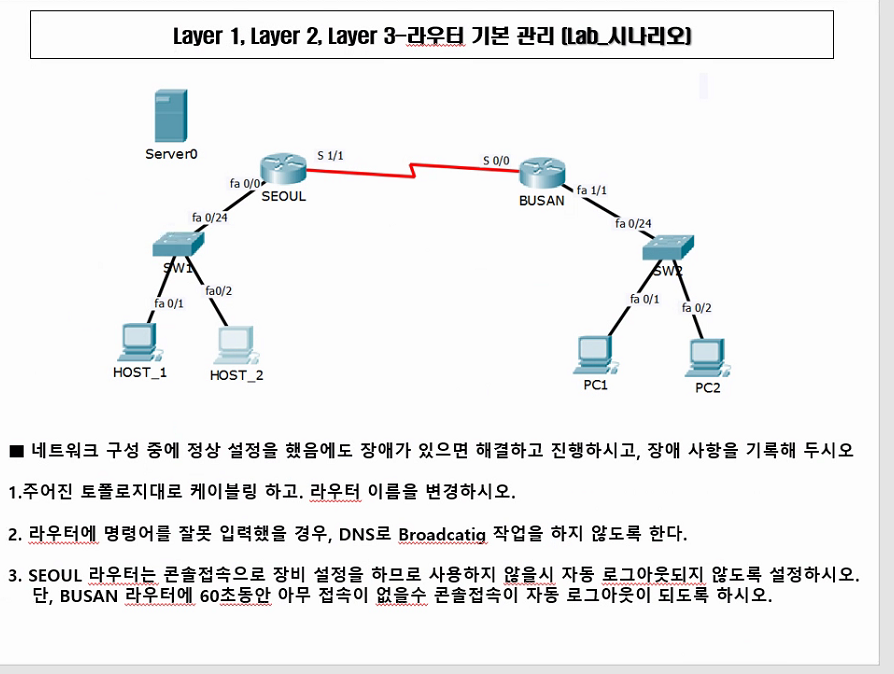 Layer 1, Layer 2, Layer 3-라우터 기본 관리 (Lab_시나리오)
Server0
S 1/1
S 0/0
fa 0/0
SEOUL
BUSAN
fa 1/1
fa 0/24
fa 0/24
SW1
SW2
fa0/2
fa 0/1
fa 0/1
fa 0/2
HOST_1
HOST_2
PC1
PC2
■ 네트워크 구성 중에 정상 설정을 했음에도 장애가 있으면 해결하고 진행하시고, 장애 사항을 기록해 두시오
1.주어진 토폴로지대로 케이블링 하고. 라우터 이름을 변경하시오.
2. 라우터에 명령어를 잘못 입력했을 경우, DNS로 Broadcatig 작업을 하지 않도록 한다.
3. SEOUL 라우터는 콘솔접속으로 장비 설정을 하므로 사용하지 않을시 자동 로그아웃되지 않도록 설정하시오.
단, BUSAN 라우터에 60초동안 아무 접속이 없을수 콘솔접속이 자동 로그아웃이 되도록 하시오.